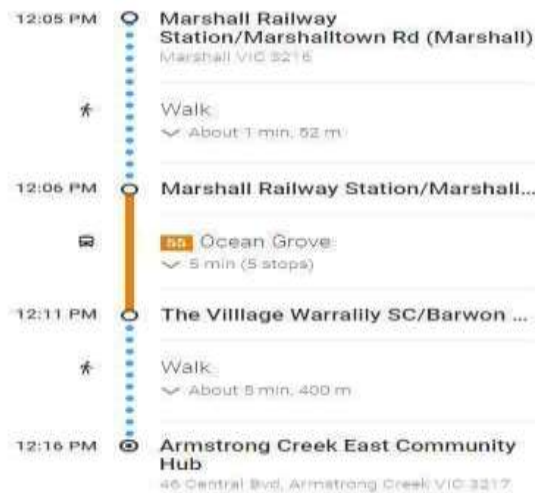 12:05 PM Marshall Railway
Station/Marshalltown Rd (Marshall)
Marshall VIC 3216
Walk
About 1 min, 52 m
12:06 PM Marshall Railway Station/Marshall...
55 Ocean Grove
5 min (5 stops)
12:11 PM The Villlage Warralily SC/Barwon ...
Walk
About 5 min, 400 m
12:16 PM Armstrong Creek East Community
Hub
46 Central Bvd, Armstrong Creek VIC 3217